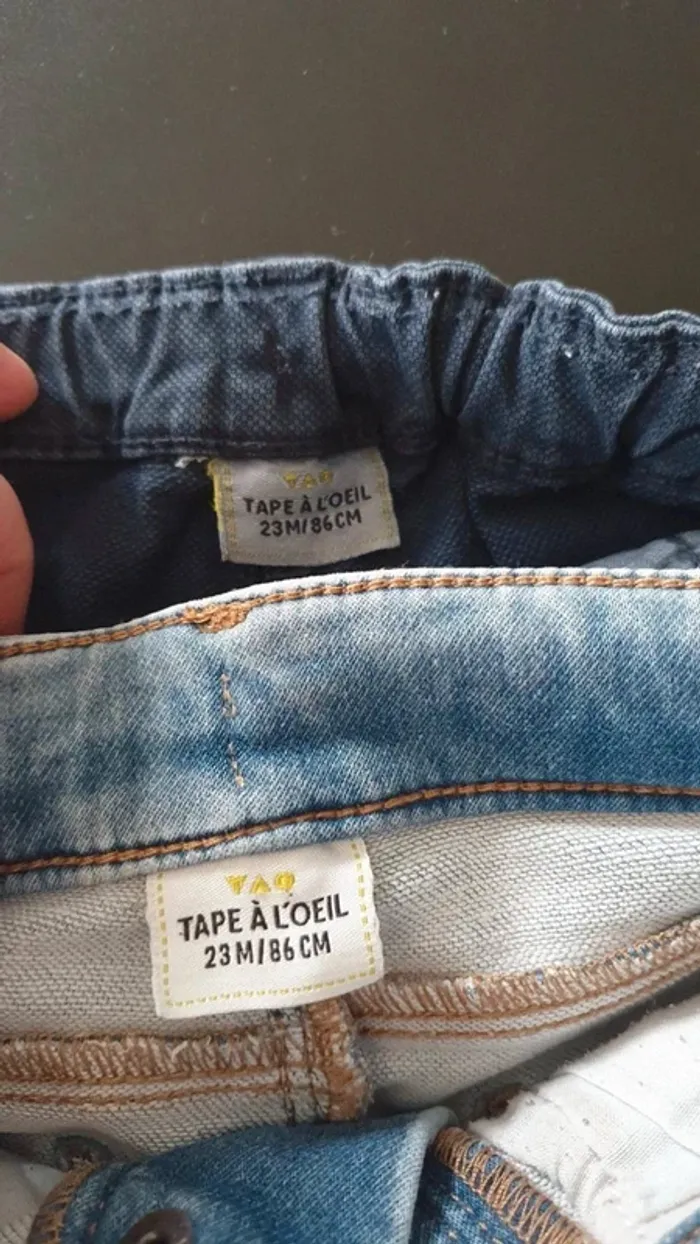 TAO
TAPE À L'OEIL
23M/86CM
TAO
TAPE À L'OEIL
23M/86CM